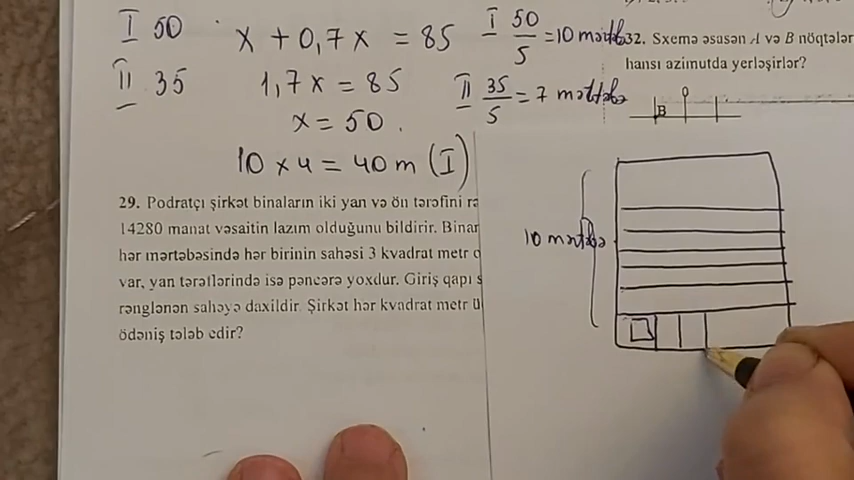 I 50
II 35
x + 0,7x = 85
1,7x = 85
x = 50.
10 x 4 = 40 m (I)
I 50/5 = 10 mərtəbə
II 35/5 = 7 mərtəbə
29. Podratçı şirkət binaların iki yan və ön tərəfini rə
14280 manat vəsaitin lazım olduğunu bildirir. Binar
hər mərtəbəsində hər birinin sahəsi 3 kvadrat metr o
var, yan tərəflərində isə pəncərə yoxdur. Giriş qapı s
rənglənən sahəyə daxildir. Şirkət hər kvadrat metr ü
ödəniş tələb edir?
32. Sxemə əsasən A və B nöqtələr
hansı azimutda yerləşirlər?
B
10 mərtəbə